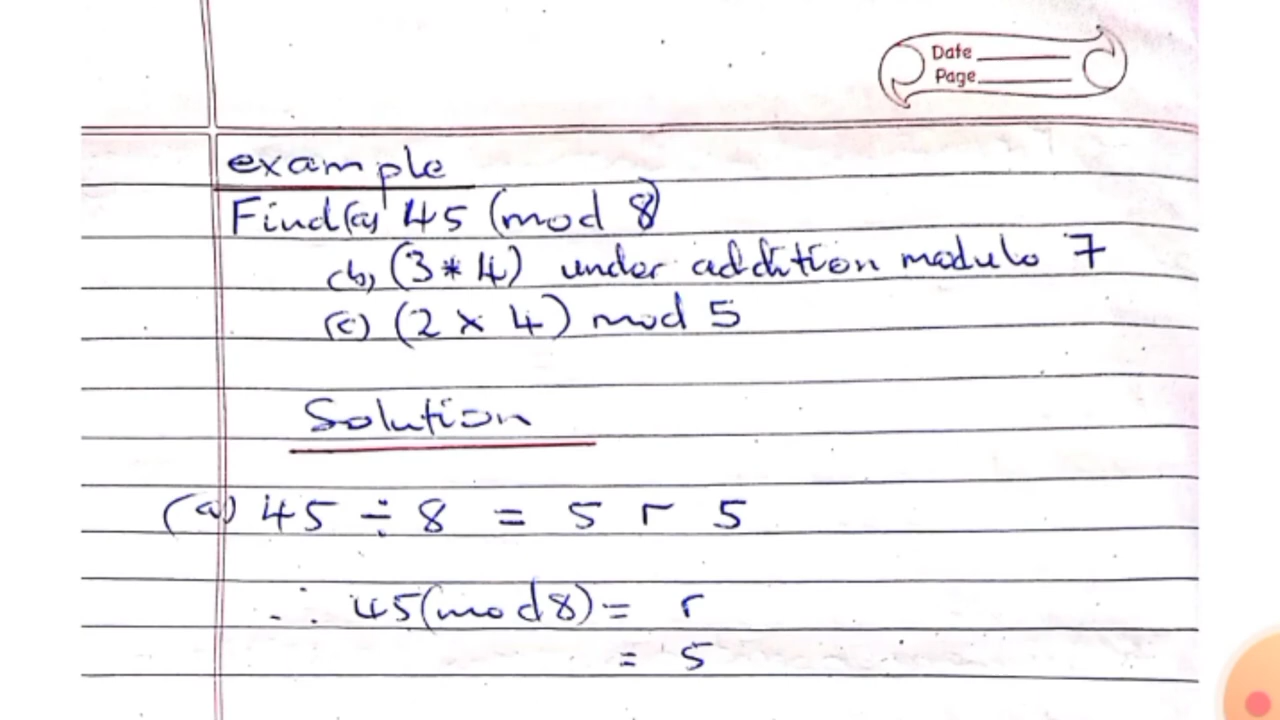 Date
Page
example
Find (a) 45 (mod 8)
(b) (3 * 4) under addition modulo 7
(c) (2 × 4) mod 5
Solution
(a) 45 ÷ 8 = 5 r 5
∴ 45(mod 8) = r
= 5